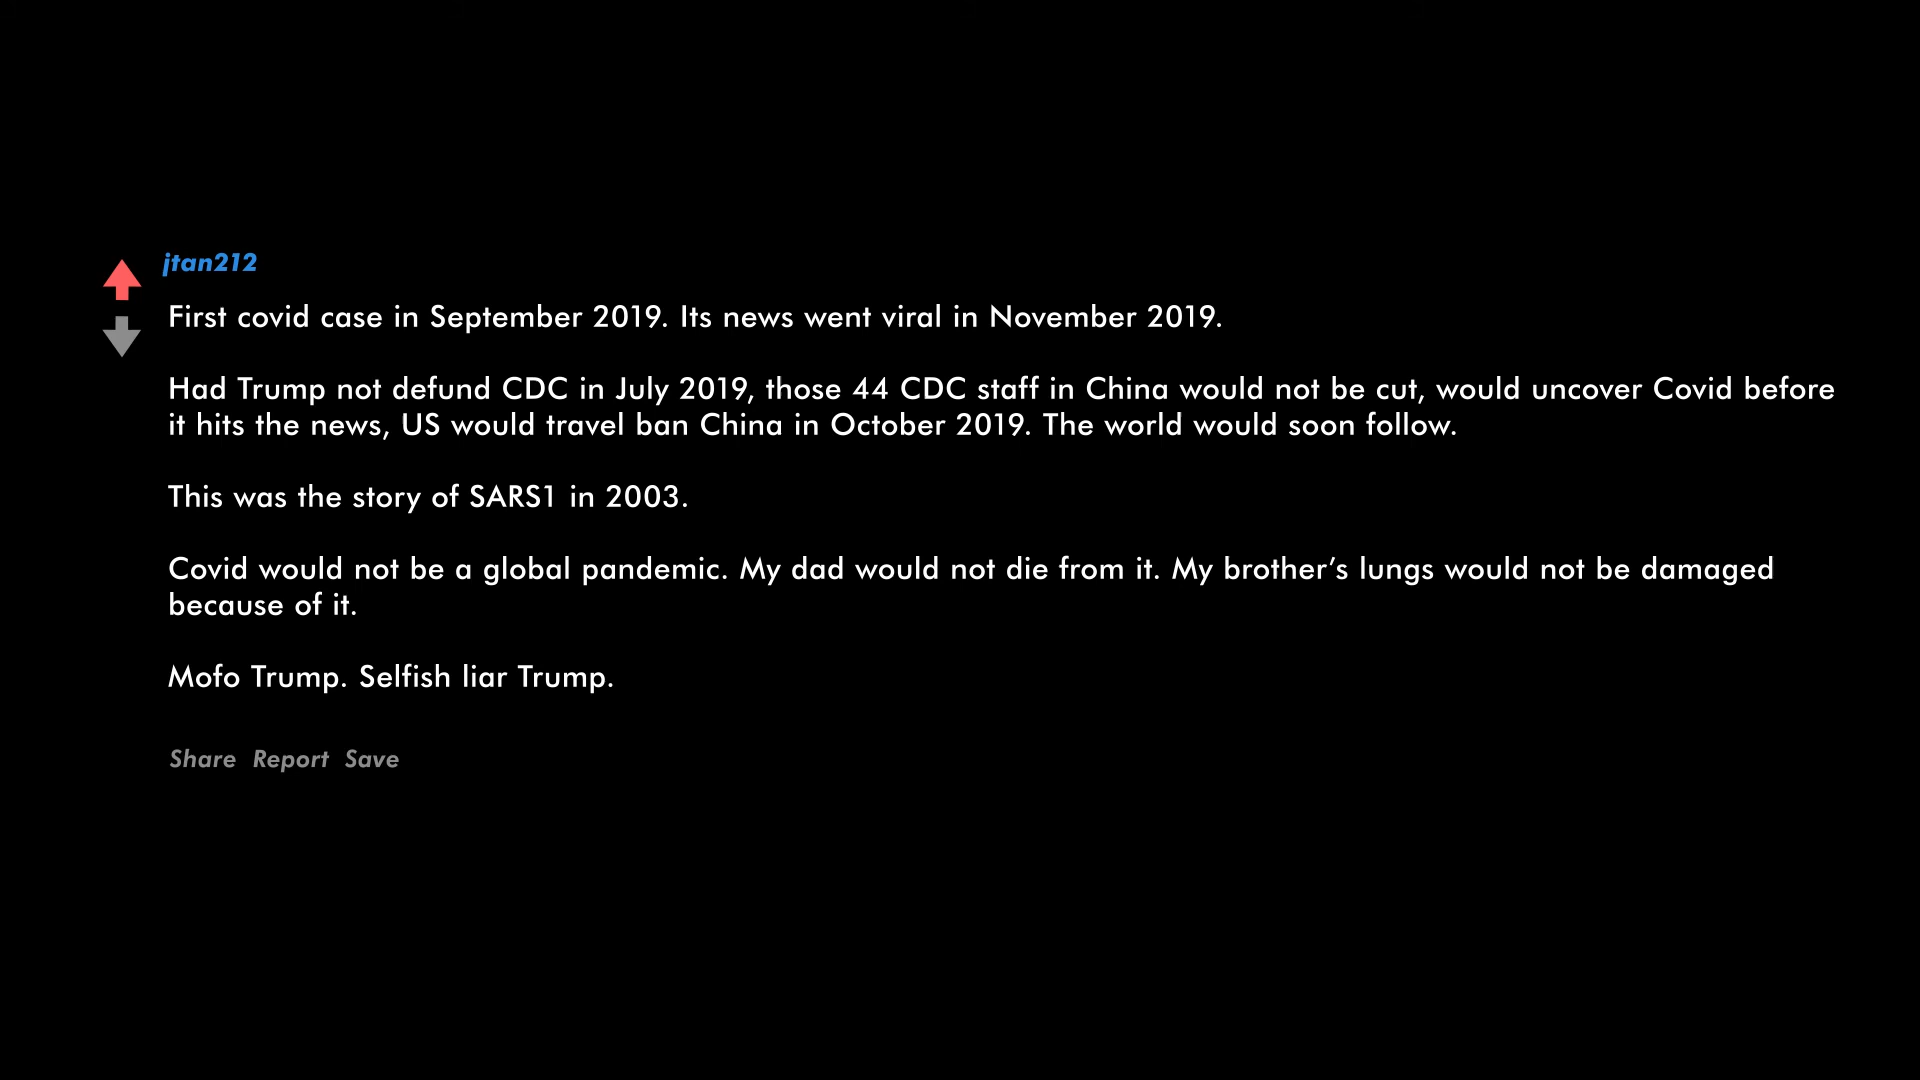 jtan212
First covid case in September 2019. Its news went viral in November 2019.
Had Trump not defund CDC in July 2019, those 44 CDC staff in China would not be cut, would uncover Covid before
it hits the news, US would travel ban China in October 2019. The world would soon follow.
This was the story of SARS1 in 2003.
Covid would not be a global pandemic. My dad would not die from it. My brother’s lungs would not be damaged
because of it.
Mofo Trump. Selfish liar Trump.
Share Report Save